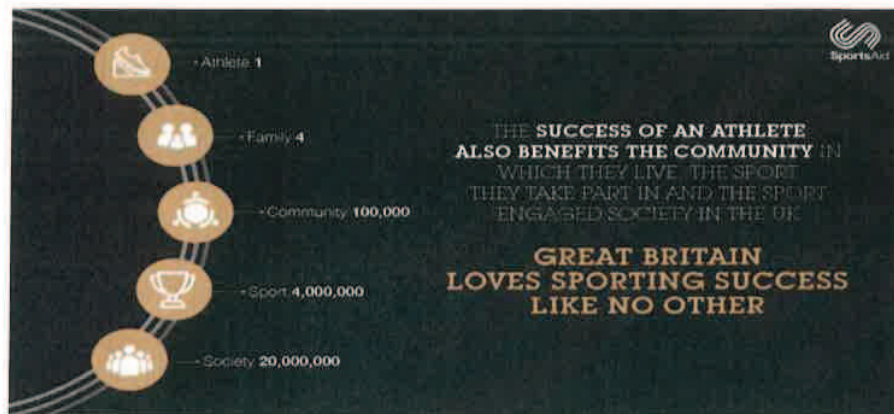 SportsAid
Athlete 1
Family 4
Community 100,000
Sport 4,000,000
Society 20,000,000
THE SUCCESS OF AN ATHLETE
ALSO BENEFITS THE COMMUNITY IN
WHICH THEY LIVE, THE SPORT
THEY TAKE PART IN AND THE SPORT
ENGAGED SOCIETY IN THE UK
GREAT BRITAIN
LOVES SPORTING SUCCESS
LIKE NO OTHER